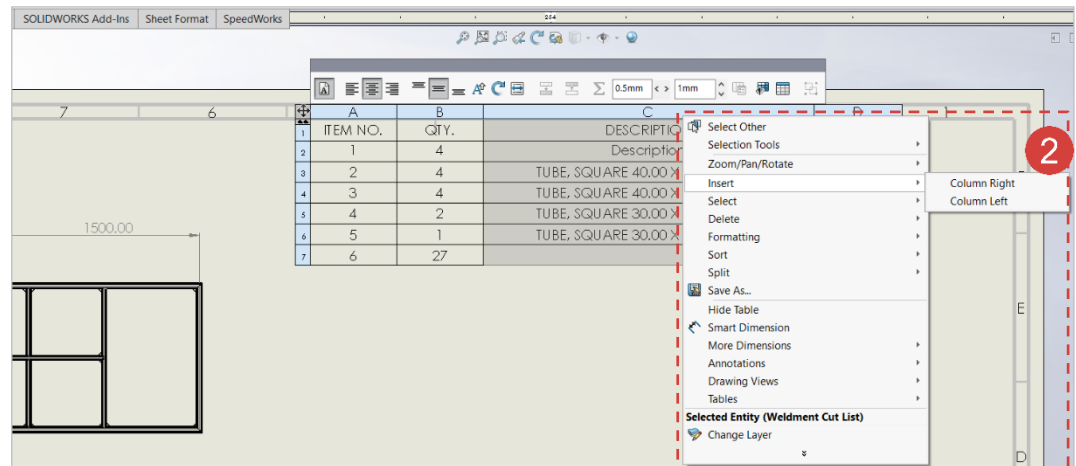 SOLIDWORKS Add-Ins Sheet Format SpeedWorks
254
0.5mm 1mm
7 6 A B C D 1
1 ITEM NO. QTY. DESCRIPTIO
2 1 4 Description
3 2 4 TUBE, SQUARE 40.00 X
4 3 4 TUBE, SQUARE 40.00 X
5 4 2 TUBE, SQUARE 30.00 X
6 5 1 TUBE, SQUARE 30.00 X
7 6 27
1500.00
Select Other
Selection Tools
Zoom/Pan/Rotate
Insert
Select
Delete
Formatting
Sort
Split
Save As...
Hide Table
Smart Dimension
More Dimensions
Annotations
Drawing Views
Tables
Selected Entity (Weldment Cut List)
Change Layer
Column Right
Column Left
2
E
D